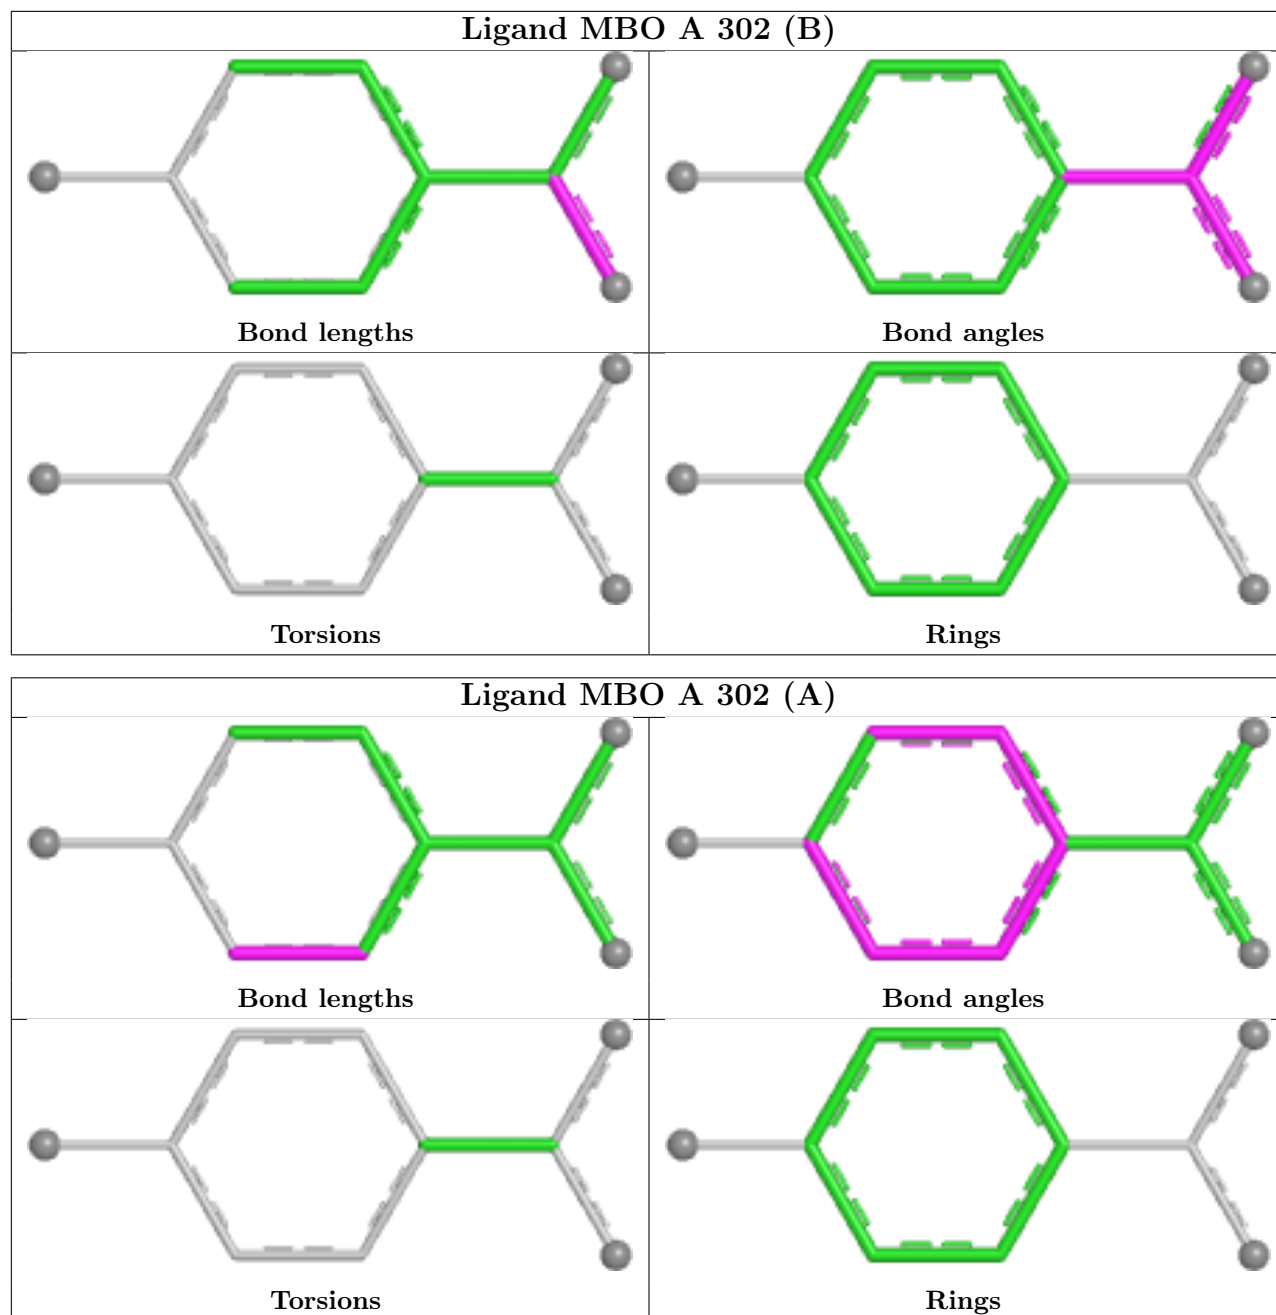 Ligand MBO A 302 (B)
Bond lengths
Bond angles
Torsions
Rings
Ligand MBO A 302 (A)
Bond lengths
Bond angles
Torsions
Rings